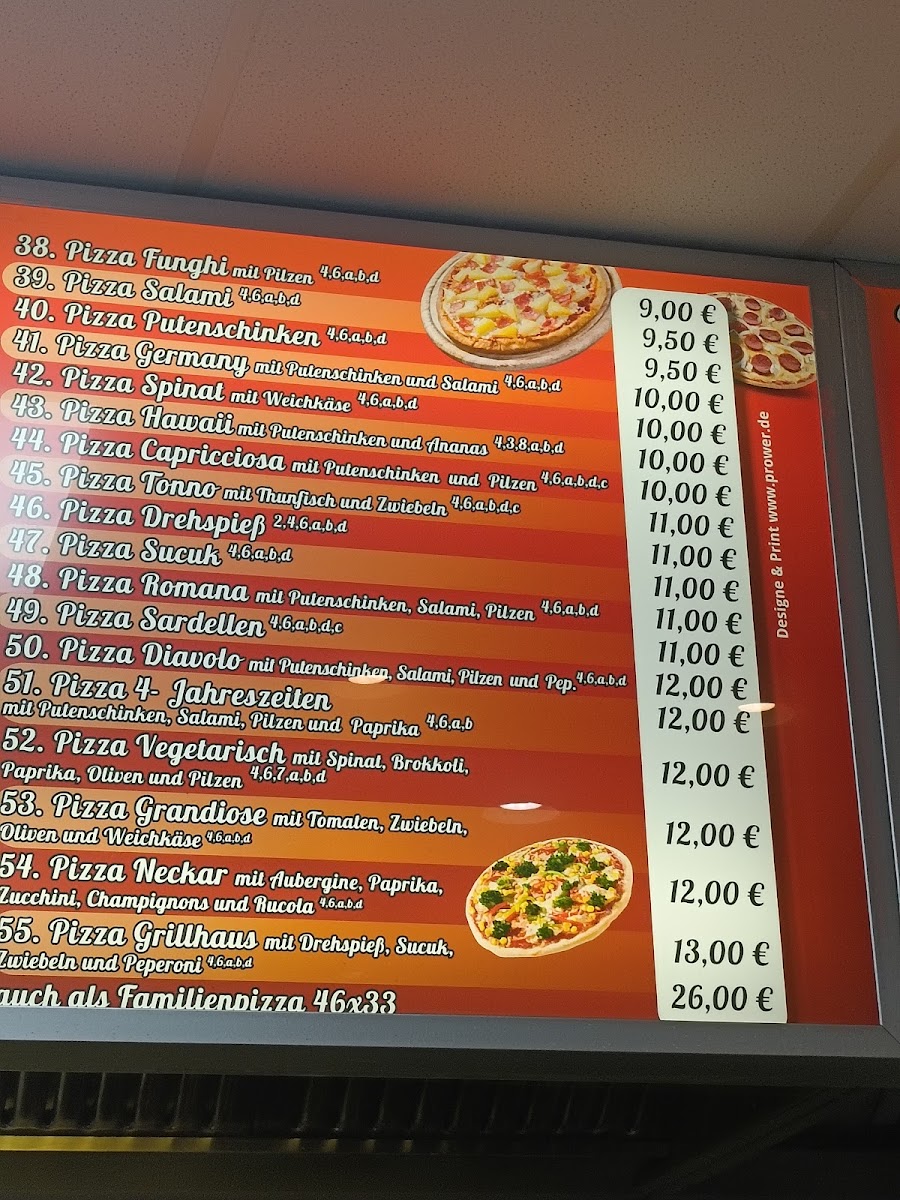 38. Pizza Funghi mit Pilzen 4,6,a,b,d 9,00 €
39. Pizza Salami 4,6,a,b,d 9,50 €
40. Pizza Putenschinken 4,6,a,b,d 9,50 €
41. Pizza Germany mit Putenschinken und Salami 4,6,a,b,d 10,00 €
42. Pizza Spinat mit Weichkäse 4,6,a,b,d 10,00 €
43. Pizza Hawaii mit Putenschinken und Ananas 4,3,8,a,b,d 10,00 €
44. Pizza Capricciosa mit Putenschinken und Pilzen 4,6,a,b,d,c 10,00 €
45. Pizza Tonno mit Thunfisch und Zwiebeln 4,6,a,b,d,c 11,00 €
46. Pizza Drehspieß 2,4,6,a,b,d 11,00 €
47. Pizza Sucuk 4,6,a,b,d 11,00 €
48. Pizza Romana mit Putenschinken, Salami, Pilzen 4,6,a,b,d 11,00 €
49. Pizza Sardellen 4,6,a,b,d,c 11,00 €
50. Pizza Diavolo mit Putenschinken, Salami, Pilzen und Pep. 4,6,a,b,d 12,00 €
51. Pizza 4- Jahreszeiten 12,00 €
mit Putenschinken, Salami, Pilzen und Paprika 4,6,a,b
52. Pizza Vegetarisch mit Spinat, Brokkoli, 12,00 €
Paprika, Oliven und Pilzen 4,6,7,a,b,d
53. Pizza Grandiose mit Tomaten, Zwiebeln, 12,00 €
Oliven und Weichkäse 4,6,a,b,d
54. Pizza Neckar mit Aubergine, Paprika, 12,00 €
Zucchini, Champignons und Rucola 4,6,a,b,d
55. Pizza Grillhaus mit Drehspieß, Sucuk, 13,00 €
Zwiebeln und Peperoni 4,6,a,b,d
auch als Familienpizza 46x33 26,00 €
Designe & Print www.prower.de